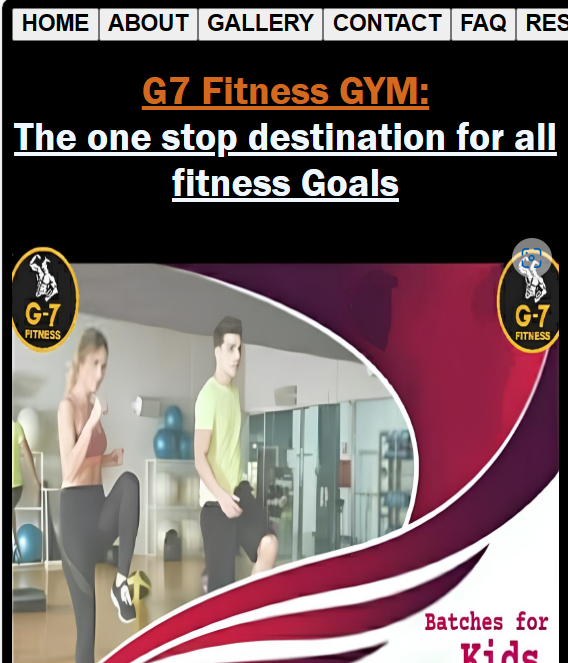 HOME ABOUT GALLERY CONTACT FAQ RES
G7 Fitness GYM:
The one stop destination for all
fitness Goals
G-7
FITNESS
G-7
FITNESS
Batches for
Kids